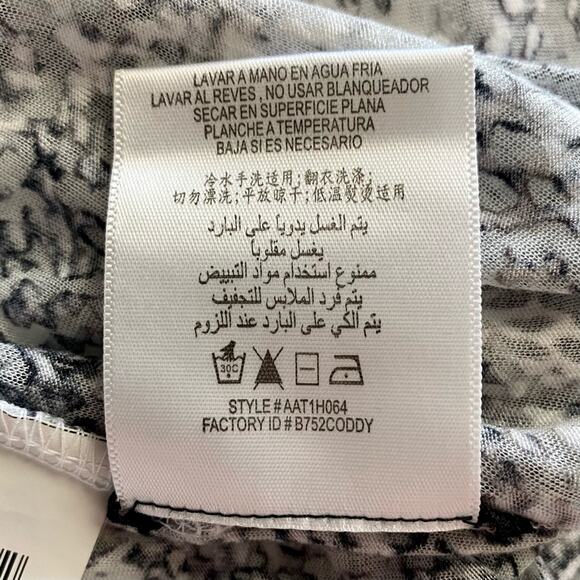 LAVAR A MANO EN AGUA FRIA
LAVAR AL REVES , NO USAR BLANQUEADOR
SECAR EN SUPERFICIE PLANA
PLANCHE A TEMPERATURA
BAJA SI ES NECESARIO
冷水手洗适用;翻衣洗涤;
切勿漂洗;平放晾干;低温熨烫适用
يتم الغسل يدويا على البارد
يغسل مقلوبا
ممنوع استخدام مواد التبييض
يتم فرد الملابس للتجفيف
يتم الكي على البارد عند اللزوم
30C
STYLE#AAT1H064
FACTORY ID#B752CODDY